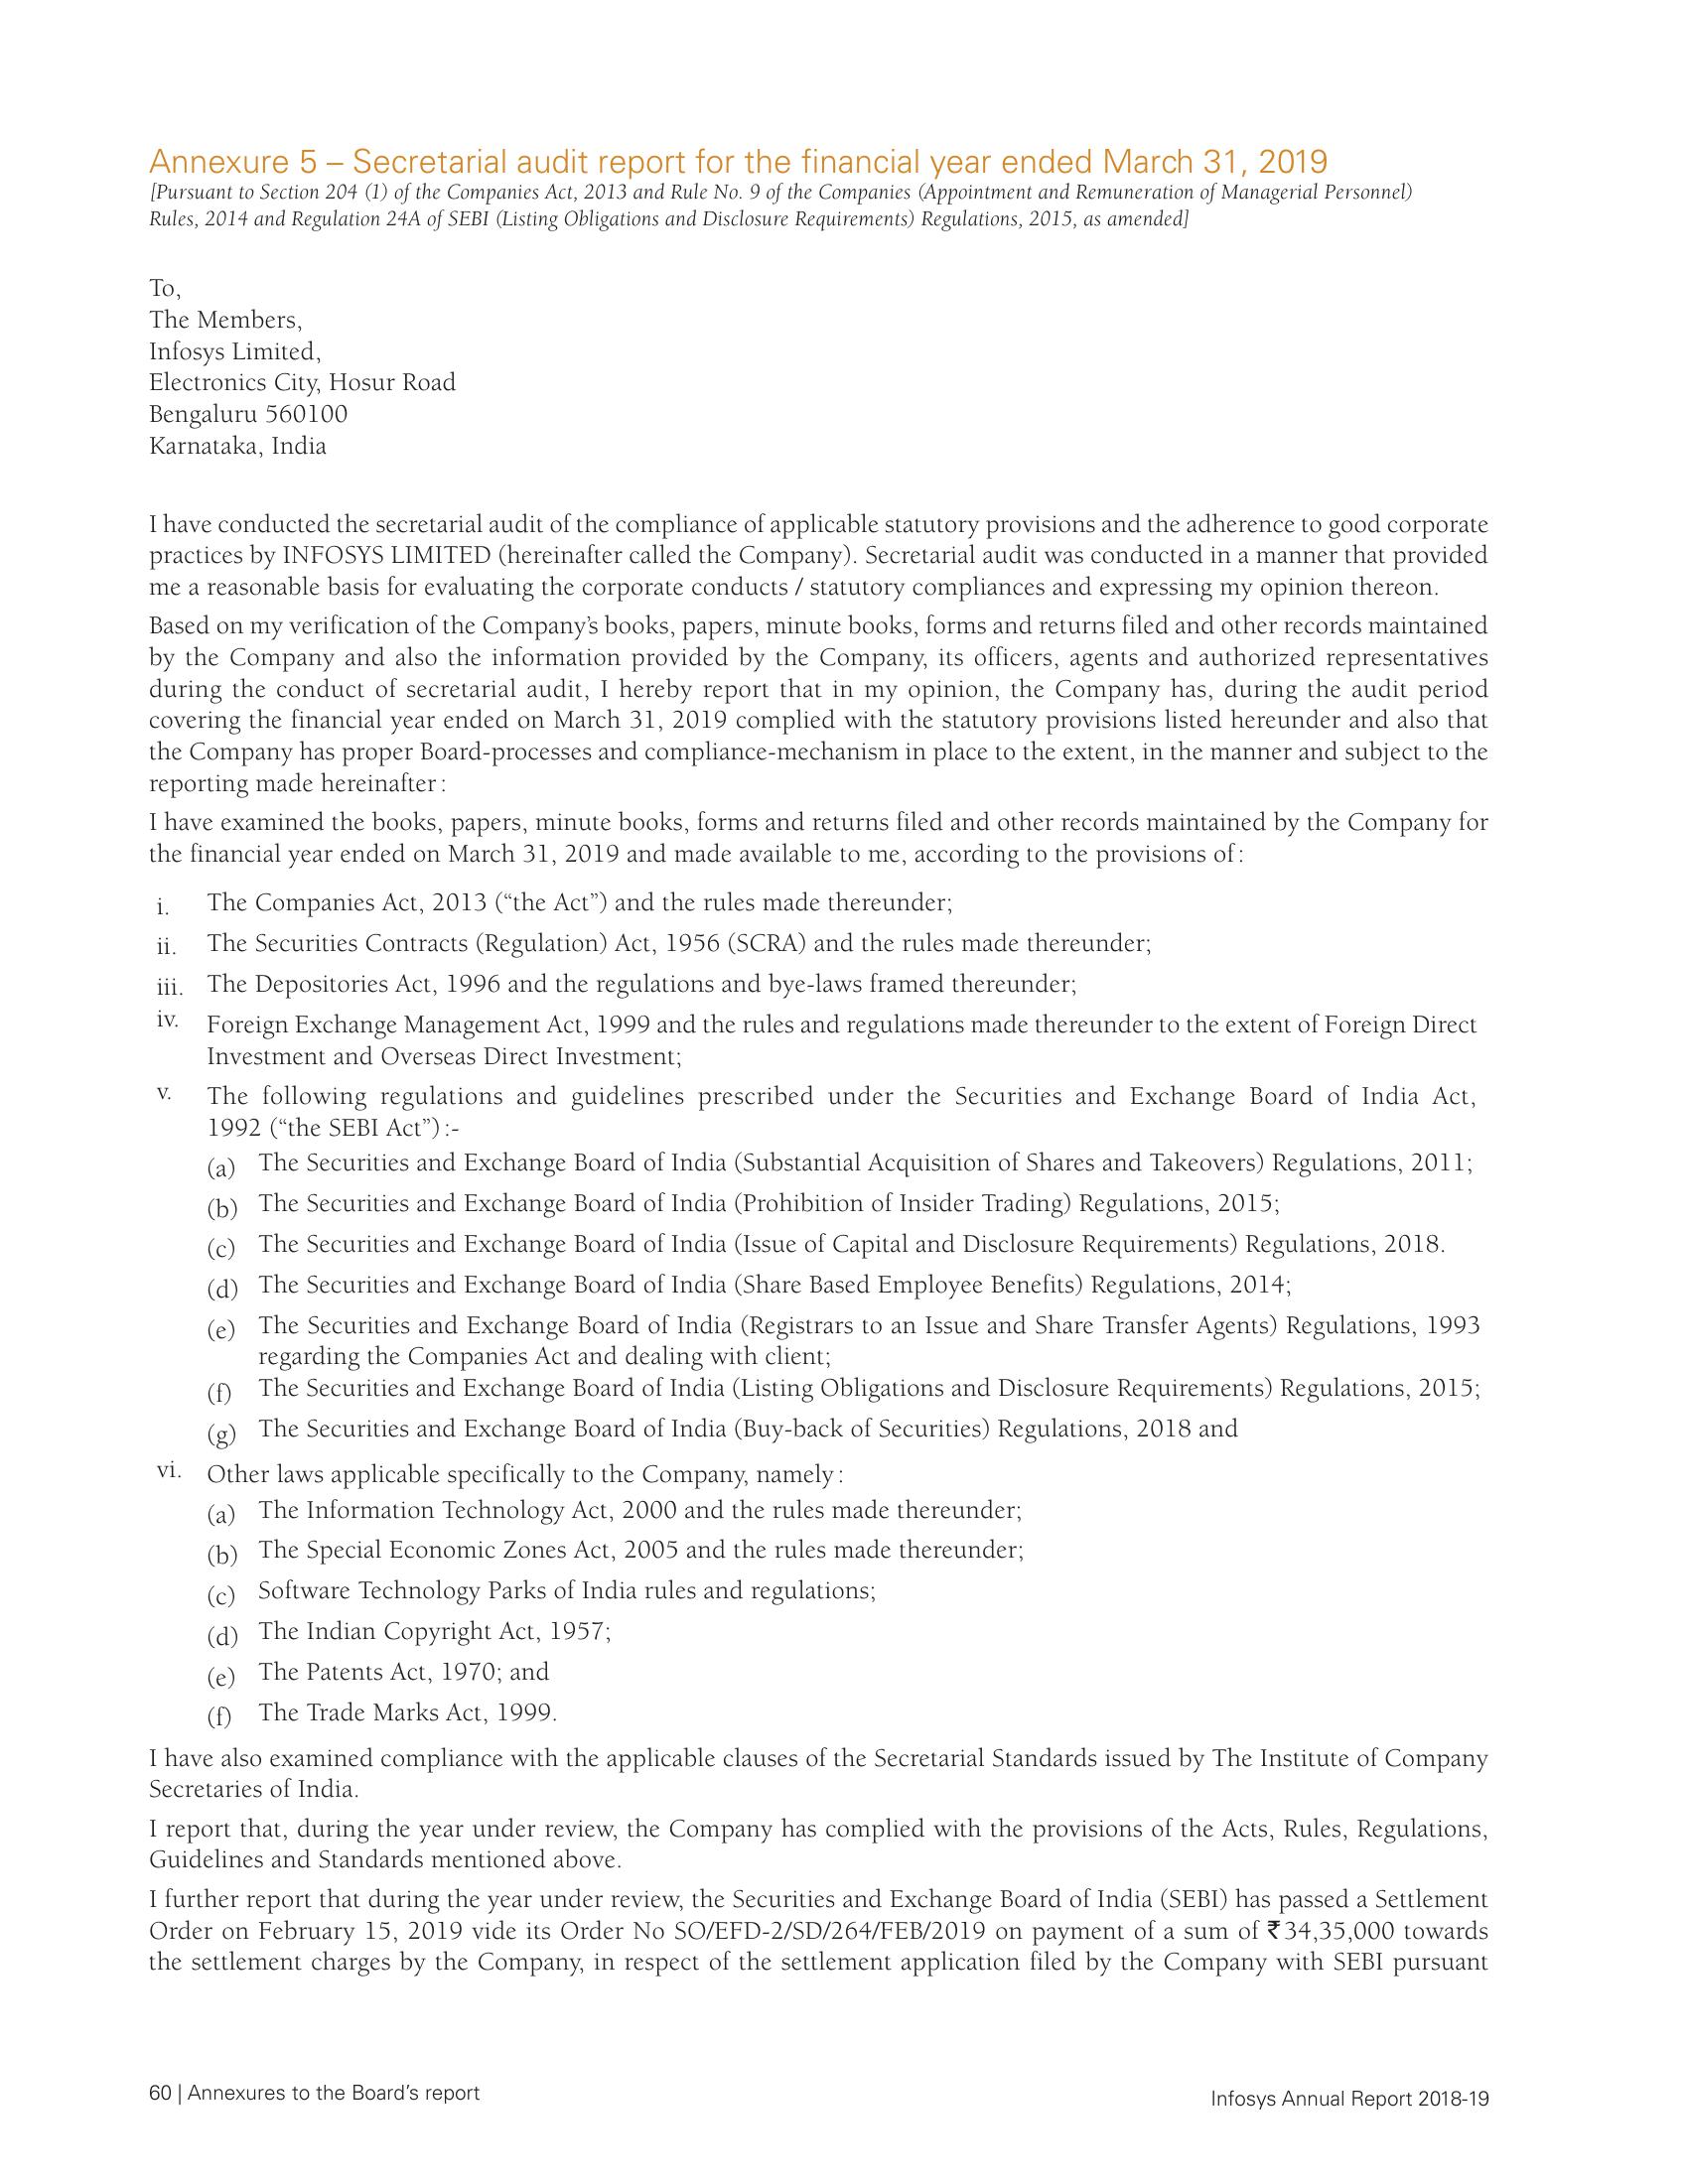 Annexure 5 – Secretarial audit report for the financial year ended March 31, 2019
[Pursuant to Section 204 (1) of the Companies Act, 2013 and Rule No. 9 of the Companies (Appointment and Remuneration of Managerial Personnel)
Rules, 2014 and Regulation 24A of SEBI (Listing Obligations and Disclosure Requirements) Regulations, 2015, as amended]
To,
The Members,
Infosys Limited,
Electronics City, Hosur Road
Bengaluru 560100
Karnataka, India
I have conducted the secretarial audit of the compliance of applicable statutory provisions and the adherence to good corporate
practices by INFOSYS LIMITED (hereinafter called the Company). Secretarial audit was conducted in a manner that provided
me a reasonable basis for evaluating the corporate conducts / statutory compliances and expressing my opinion thereon.
Based on my verification of the Company’s books, papers, minute books, forms and returns filed and other records maintained
by the Company and also the information provided by the Company, its officers, agents and authorized representatives
during the conduct of secretarial audit, I hereby report that in my opinion, the Company has, during the audit period
covering the financial year ended on March 31, 2019 complied with the statutory provisions listed hereunder and also that
the Company has proper Board-processes and compliance-mechanism in place to the extent, in the manner and subject to the
reporting made hereinafter :
I have examined the books, papers, minute books, forms and returns filed and other records maintained by the Company for
the financial year ended on March 31, 2019 and made available to me, according to the provisions of :
i. The Companies Act, 2013 (“the Act”) and the rules made thereunder;
ii. The Securities Contracts (Regulation) Act, 1956 (SCRA) and the rules made thereunder;
iii. The Depositories Act, 1996 and the regulations and bye-laws framed thereunder;
iv. Foreign Exchange Management Act, 1999 and the rules and regulations made thereunder to the extent of Foreign Direct
Investment and Overseas Direct Investment;
v. The following regulations and guidelines prescribed under the Securities and Exchange Board of India Act,
1992 (“the SEBI Act”) :-
(a) The Securities and Exchange Board of India (Substantial Acquisition of Shares and Takeovers) Regulations, 2011;
(b) The Securities and Exchange Board of India (Prohibition of Insider Trading) Regulations, 2015;
(c) The Securities and Exchange Board of India (Issue of Capital and Disclosure Requirements) Regulations, 2018.
(d) The Securities and Exchange Board of India (Share Based Employee Benefits) Regulations, 2014;
(e) The Securities and Exchange Board of India (Registrars to an Issue and Share Transfer Agents) Regulations, 1993
regarding the Companies Act and dealing with client;
(f) The Securities and Exchange Board of India (Listing Obligations and Disclosure Requirements) Regulations, 2015;
(g) The Securities and Exchange Board of India (Buy-back of Securities) Regulations, 2018 and
vi. Other laws applicable specifically to the Company, namely :
(a) The Information Technology Act, 2000 and the rules made thereunder;
(b) The Special Economic Zones Act, 2005 and the rules made thereunder;
(c) Software Technology Parks of India rules and regulations;
(d) The Indian Copyright Act, 1957;
(e) The Patents Act, 1970; and
(f) The Trade Marks Act, 1999.
I have also examined compliance with the applicable clauses of the Secretarial Standards issued by The Institute of Company
Secretaries of India.
I report that, during the year under review, the Company has complied with the provisions of the Acts, Rules, Regulations,
Guidelines and Standards mentioned above.
I further report that during the year under review, the Securities and Exchange Board of India (SEBI) has passed a Settlement
Order on February 15, 2019 vide its Order No SO/EFD-2/SD/264/FEB/2019 on payment of a sum of ₹34,35,000 towards
the settlement charges by the Company, in respect of the settlement application filed by the Company with SEBI pursuant
60 | Annexures to the Board’s report
Infosys Annual Report 2018-19